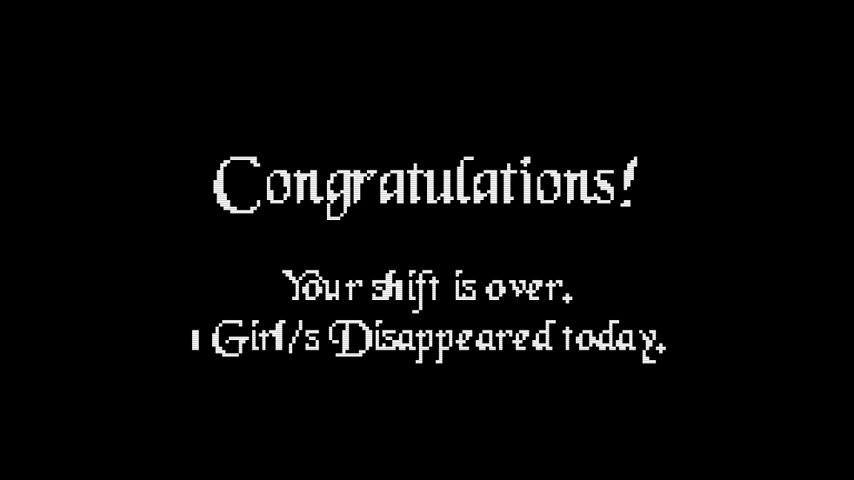 Congratulations!
Your shift is over.
1 Girl/s Disappeared today.